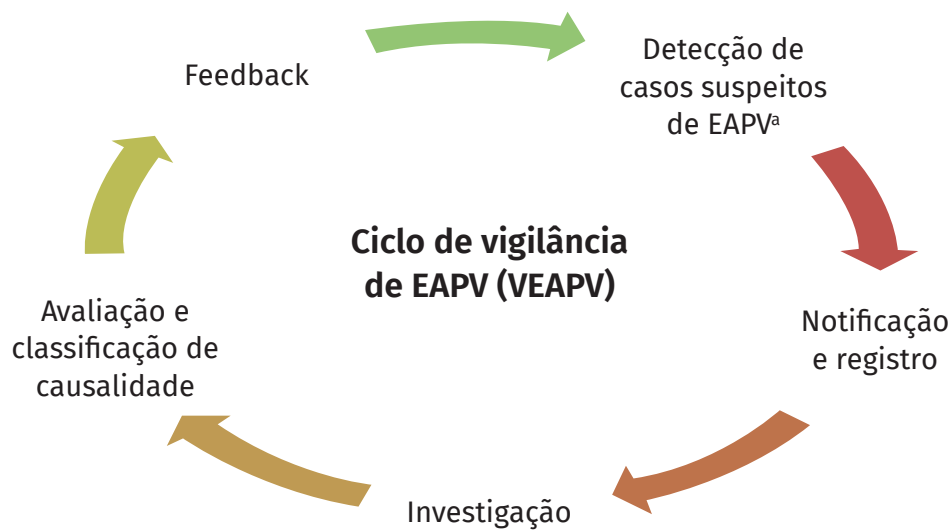 Feedback
Detecção de
casos suspeitos
de EAPVª
Ciclo de vigilância
de EAPV (VEAPV)
Notificação
e registro
Investigação
Avaliação e
classificação de
causalidade